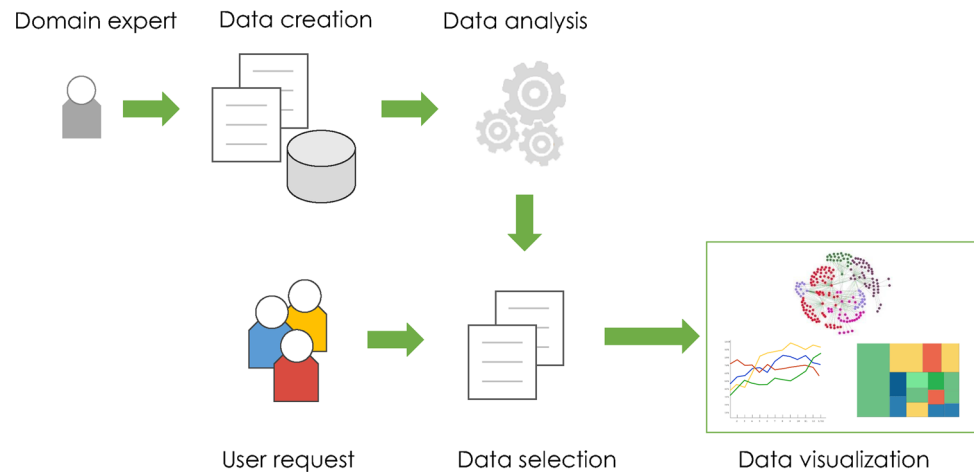 Domain expert
Data creation
Data analysis
User request
Data selection
Data visualization